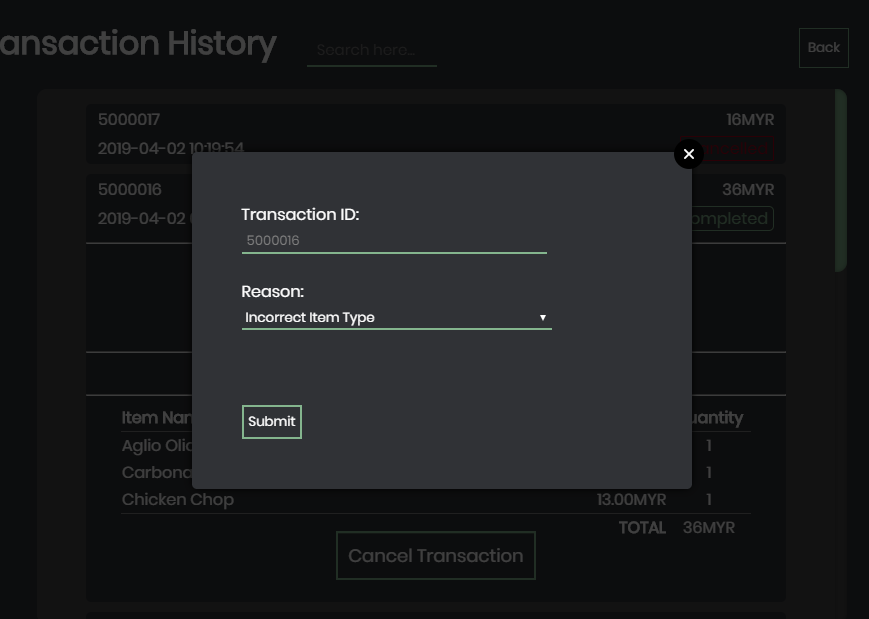 ansaction History
Search here...
Back
5000017
16MYR
2019-04-02 10:19:54
5000016
36MYR
2019-04-02
ompleted
Transaction ID:
5000016
Reason:
Incorrect Item Type
Submit
Item Nan
uantity
Aglio Olio
1
Carbona
1
Chicken Chop
13.00MYR
1
TOTAL
36MYR
Cancel Transaction